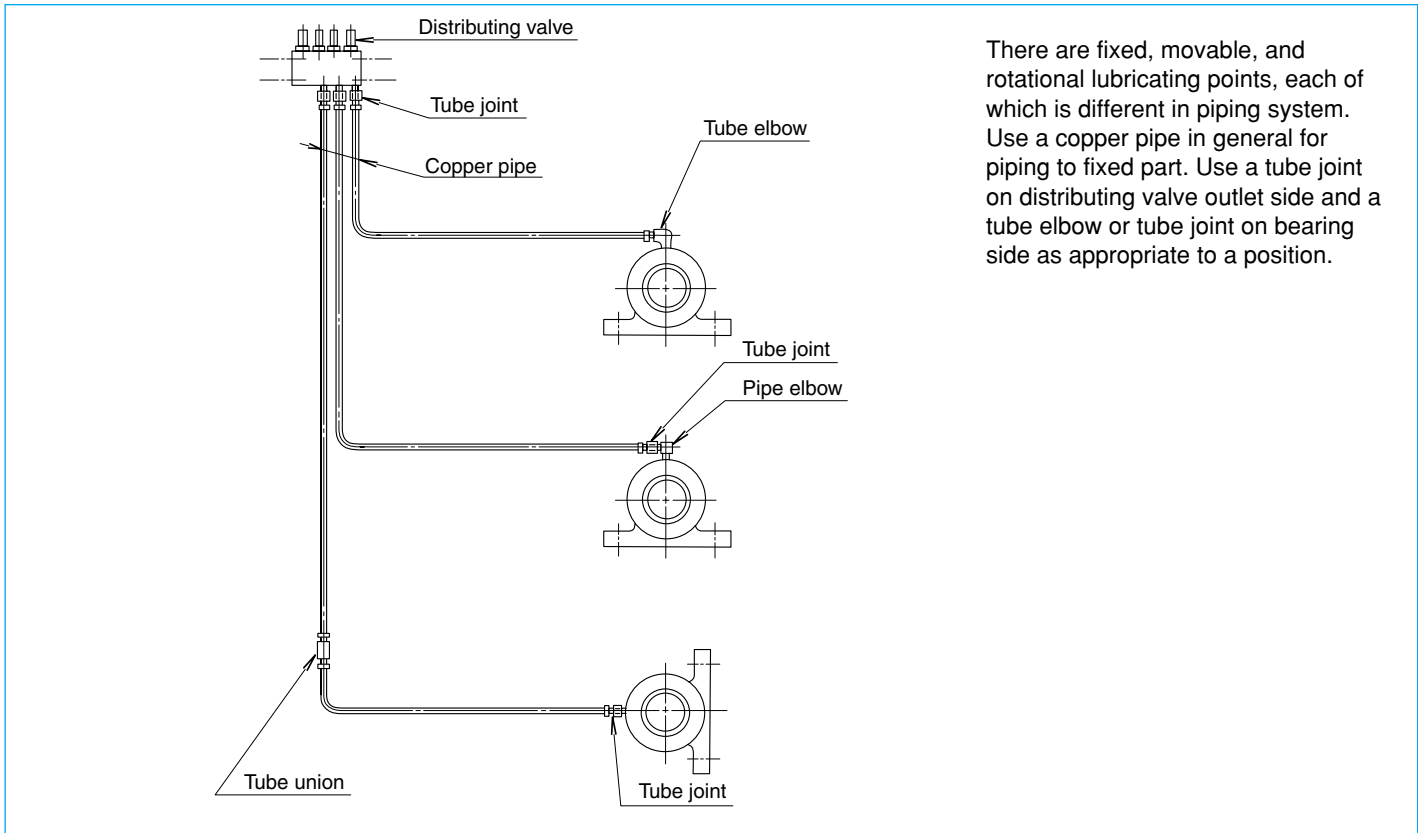 Distributing valve
Tube joint
Tube elbow
Copper pipe
Tube joint
Pipe elbow
Tube union
Tube joint
There are fixed, movable, and
rotational lubricating points, each of
which is different in piping system.
Use a copper pipe in general for
piping to fixed part. Use a tube joint
on distributing valve outlet side and a
tube elbow or tube joint on bearing
side as appropriate to a position.